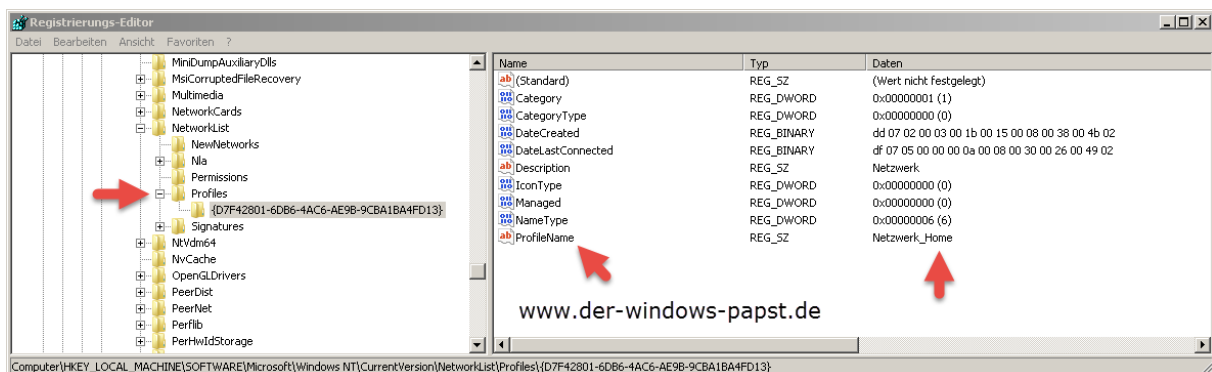 Registrierungs-Editor
Datei Bearbeiten Ansicht Favoriten ?
MiniDumpAuxiliaryDlls
MsiCorruptedFileRecovery
Multimedia
NetworkCards
NetworkList
NewNetworks
Nla
Permissions
Profiles
{D7F42801-6DB6-4AC6-AE9B-9CBA1BA4FD13}
Signatures
NtVdm64
NvCache
OpenGLDrivers
PeerDist
PeerNet
Perflib
PerHwIdStorage
Name Typ Daten
(Standard) REG_SZ (Wert nicht festgelegt)
Category REG_DWORD 0x00000001 (1)
CategoryType REG_DWORD 0x00000000 (0)
DateCreated REG_BINARY dd 07 02 00 03 00 1b 00 15 00 08 00 38 00 4b 02
DateLastConnected REG_BINARY df 07 05 00 00 00 0a 00 08 00 30 00 26 00 49 02
Description REG_SZ Netzwerk
IconType REG_DWORD 0x00000000 (0)
Managed REG_DWORD 0x00000000 (0)
NameType REG_DWORD 0x00000006 (6)
ProfileName REG_SZ Netzwerk_Home
www.der-windows-papst.de
Computer\HKEY_LOCAL_MACHINE\SOFTWARE\Microsoft\Windows NT\CurrentVersion\NetworkList\Profiles\{D7F42801-6DB6-4AC6-AE9B-9CBA1BA4FD13}